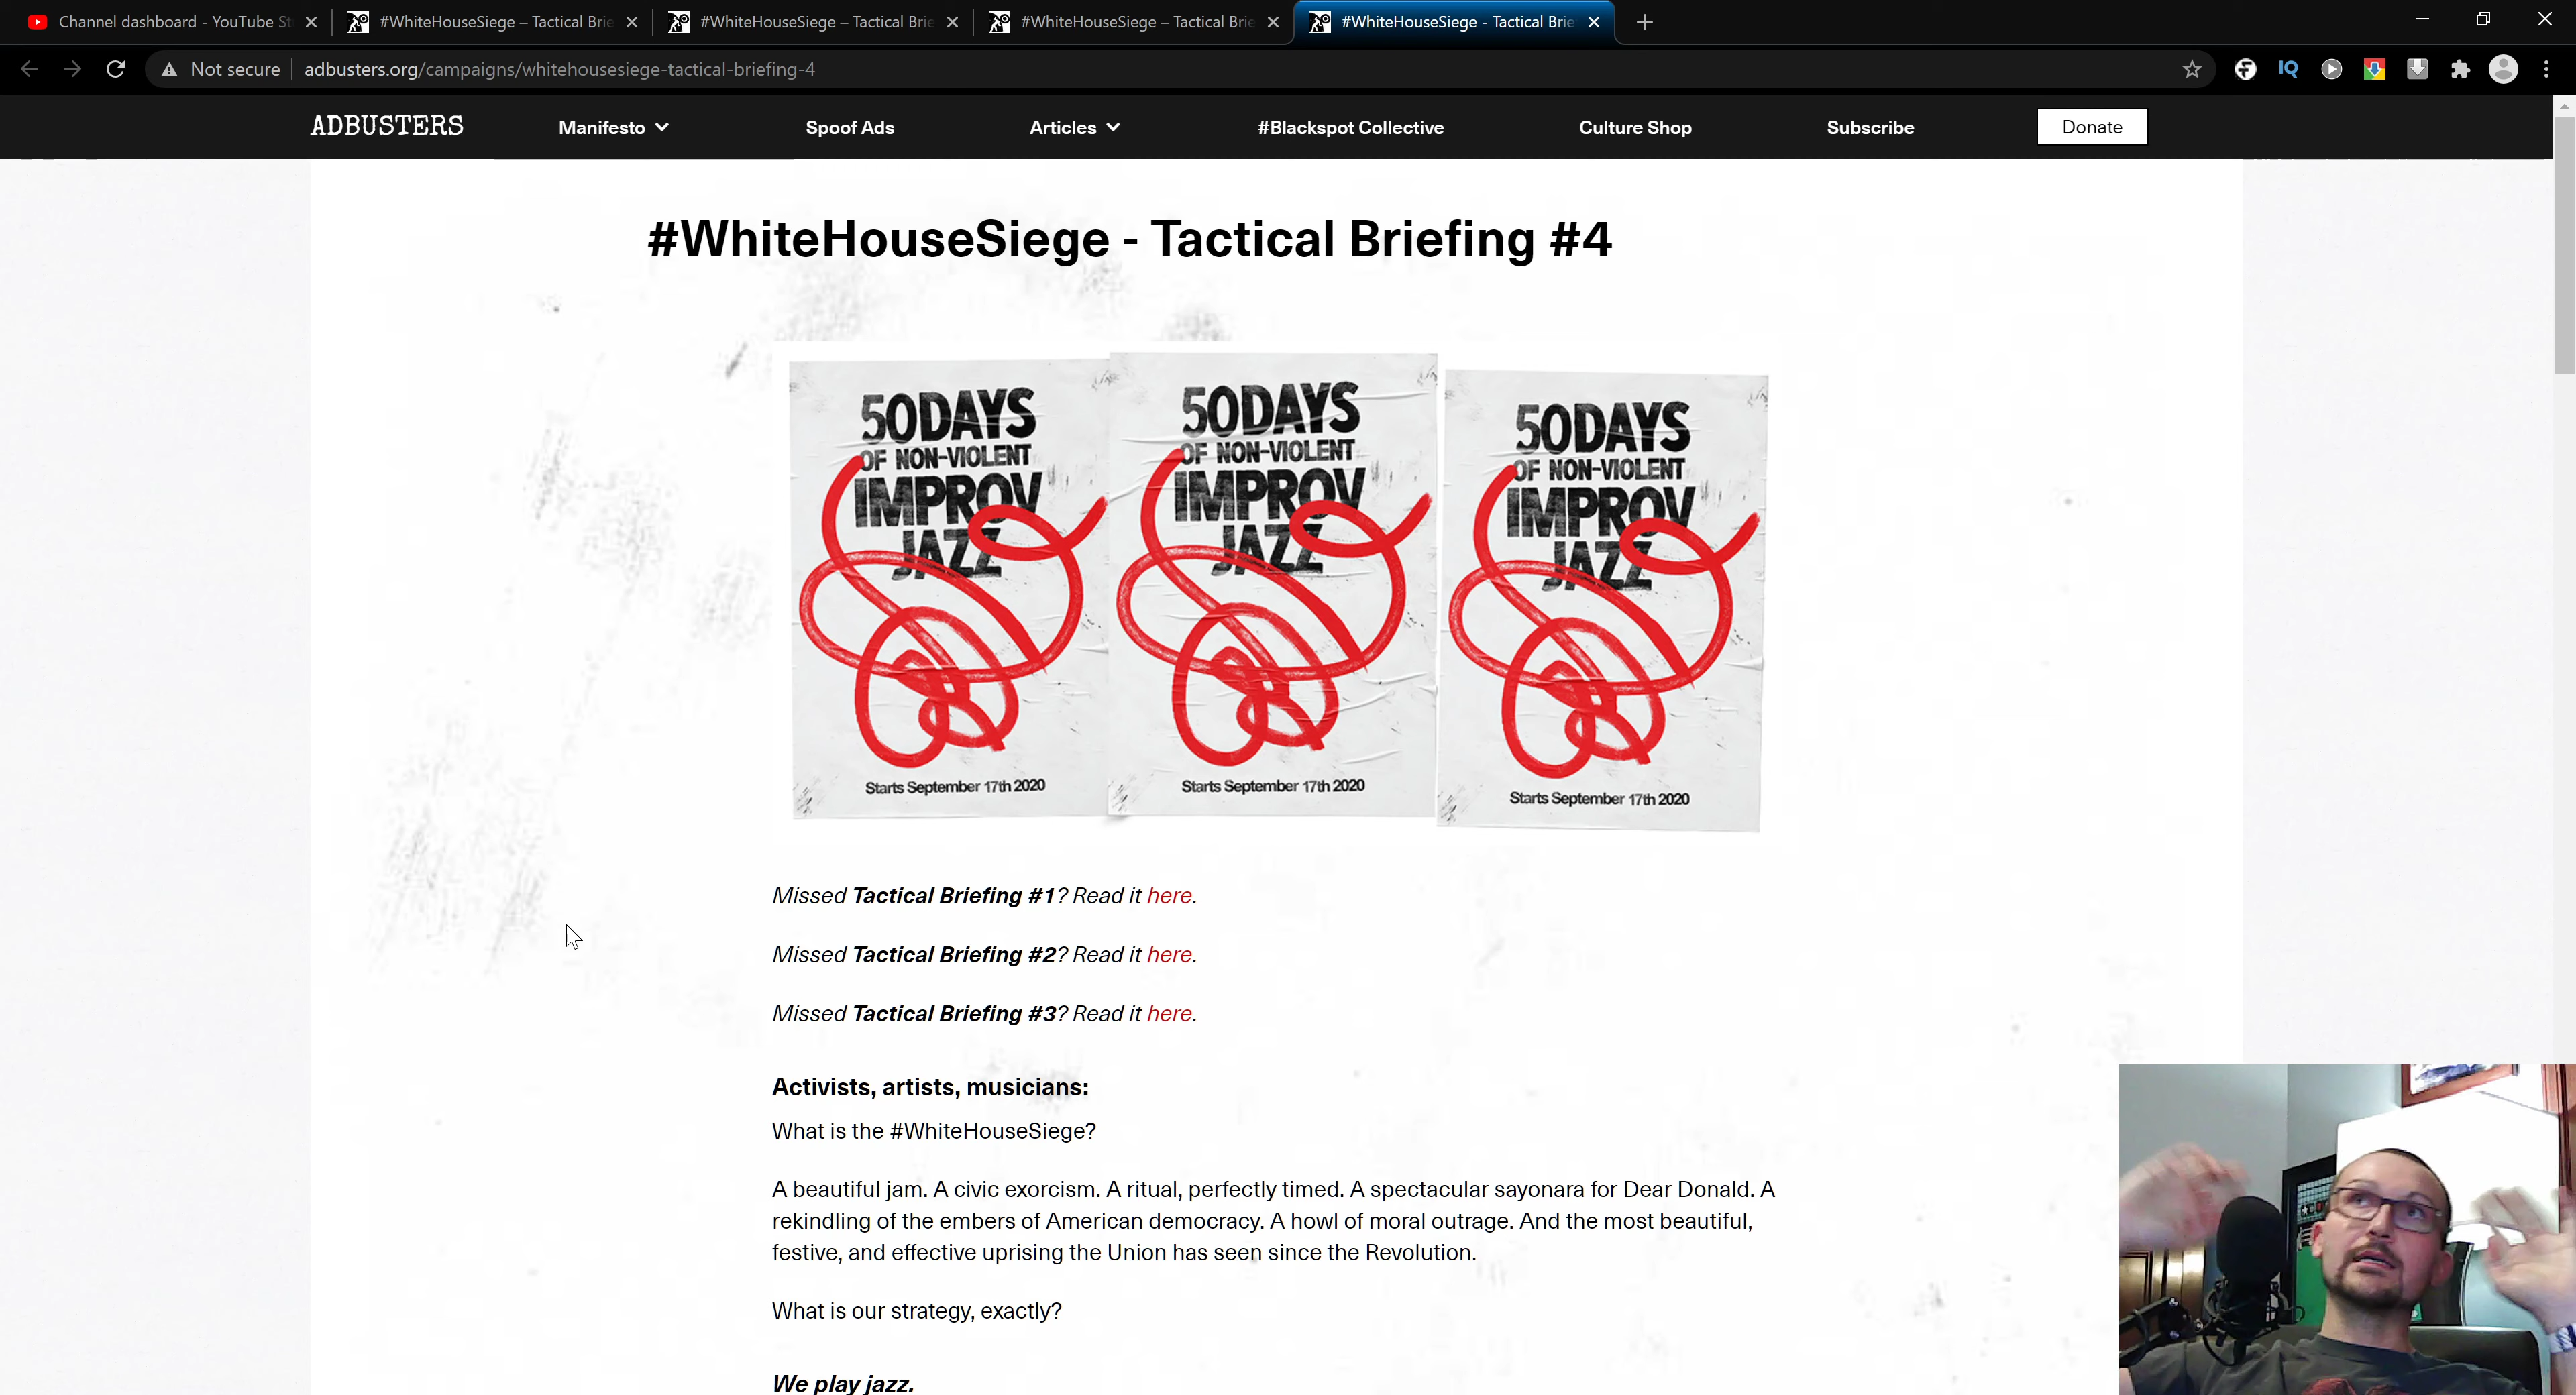 Channel dashboard - YouTube St
#WhiteHouseSiege – Tactical Brie
#WhiteHouseSiege – Tactical Brie
#WhiteHouseSiege – Tactical Brie
#WhiteHouseSiege - Tactical Brie
Not secure
adbusters.org/campaigns/whitehousesiege-tactical-briefing-4
IQ
ADBUSTERS
Manifesto
Spoof Ads
Articles
#Blackspot Collective
Culture Shop
Subscribe
Donate
#WhiteHouseSiege - Tactical Briefing #4
50DAYS
OF NON-VIOLENT
IMPROV
JAZZ
Starts September 17th 2020
50DAYS
OF NON-VIOLENT
IMPROV
JAZZ
Starts September 17th 2020
50DAYS
OF NON-VIOLENT
IMPROV
JAZZ
Starts September 17th 2020
Missed Tactical Briefing #1? Read it here.
Missed Tactical Briefing #2? Read it here.
Missed Tactical Briefing #3? Read it here.
Activists, artists, musicians:
What is the #WhiteHouseSiege?
A beautiful jam. A civic exorcism. A ritual, perfectly timed. A spectacular sayonara for Dear Donald. A
rekindling of the embers of American democracy. A howl of moral outrage. And the most beautiful,
festive, and effective uprising the Union has seen since the Revolution.
What is our strategy, exactly?
We play jazz.